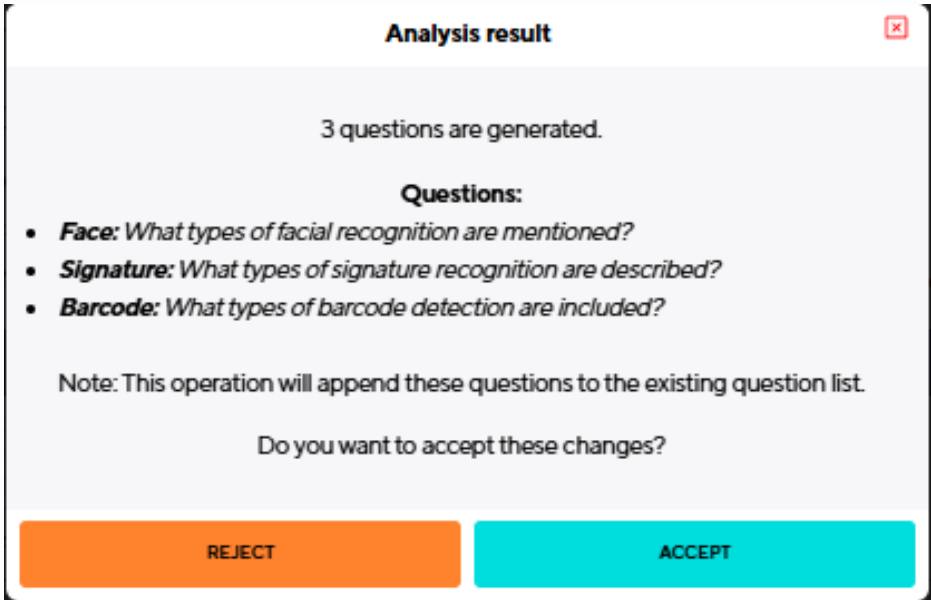 Analysis result
3 questions are generated.
Questions:
• Face: What types of facial recognition are mentioned?
• Signature: What types of signature recognition are described?
• Barcode: What types of barcode detection are included?
Note: This operation will append these questions to the existing question list.
Do you want to accept these changes?
REJECT
ACCEPT